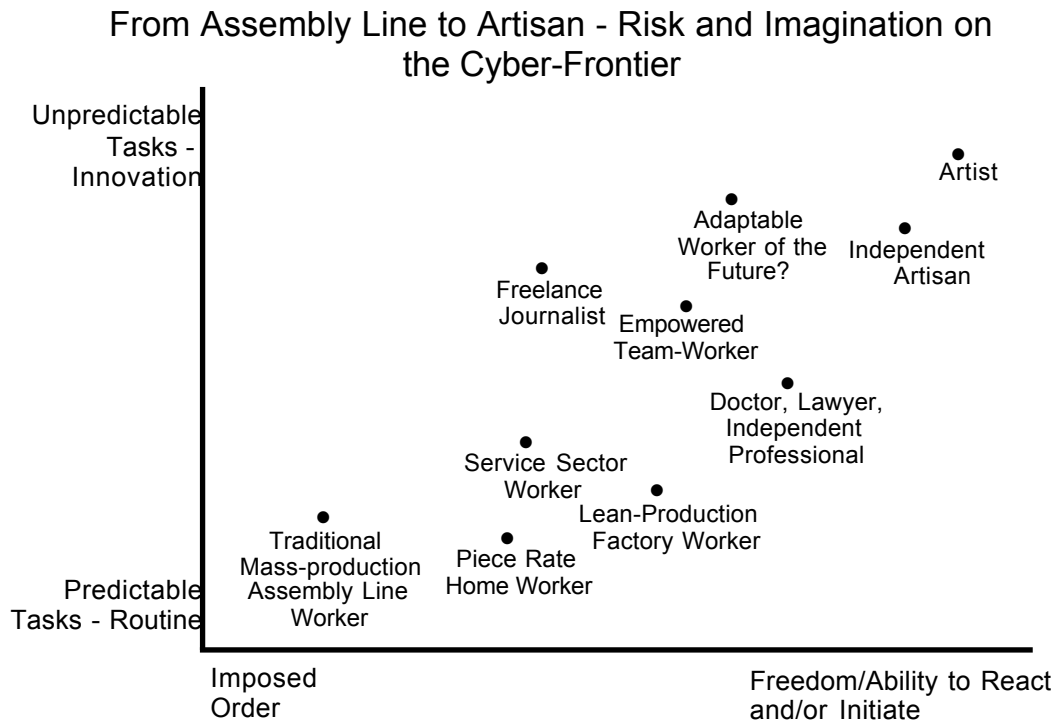 From Assembly Line to Artisan - Risk and Imagination on
the Cyber-Frontier
Unpredictable
Tasks -
Innovation
Artist
Adaptable
Worker of the
Future?
Independent
Artisan
Freelance
Journalist
Empowered
Team-Worker
Doctor, Lawyer,
Independent
Professional
Service Sector
Worker
Lean-Production
Factory Worker
Traditional
Mass-production
Assembly Line
Worker
Piece Rate
Home Worker
Predictable
Tasks - Routine
Imposed
Order
Freedom/Ability to React
and/or Initiate